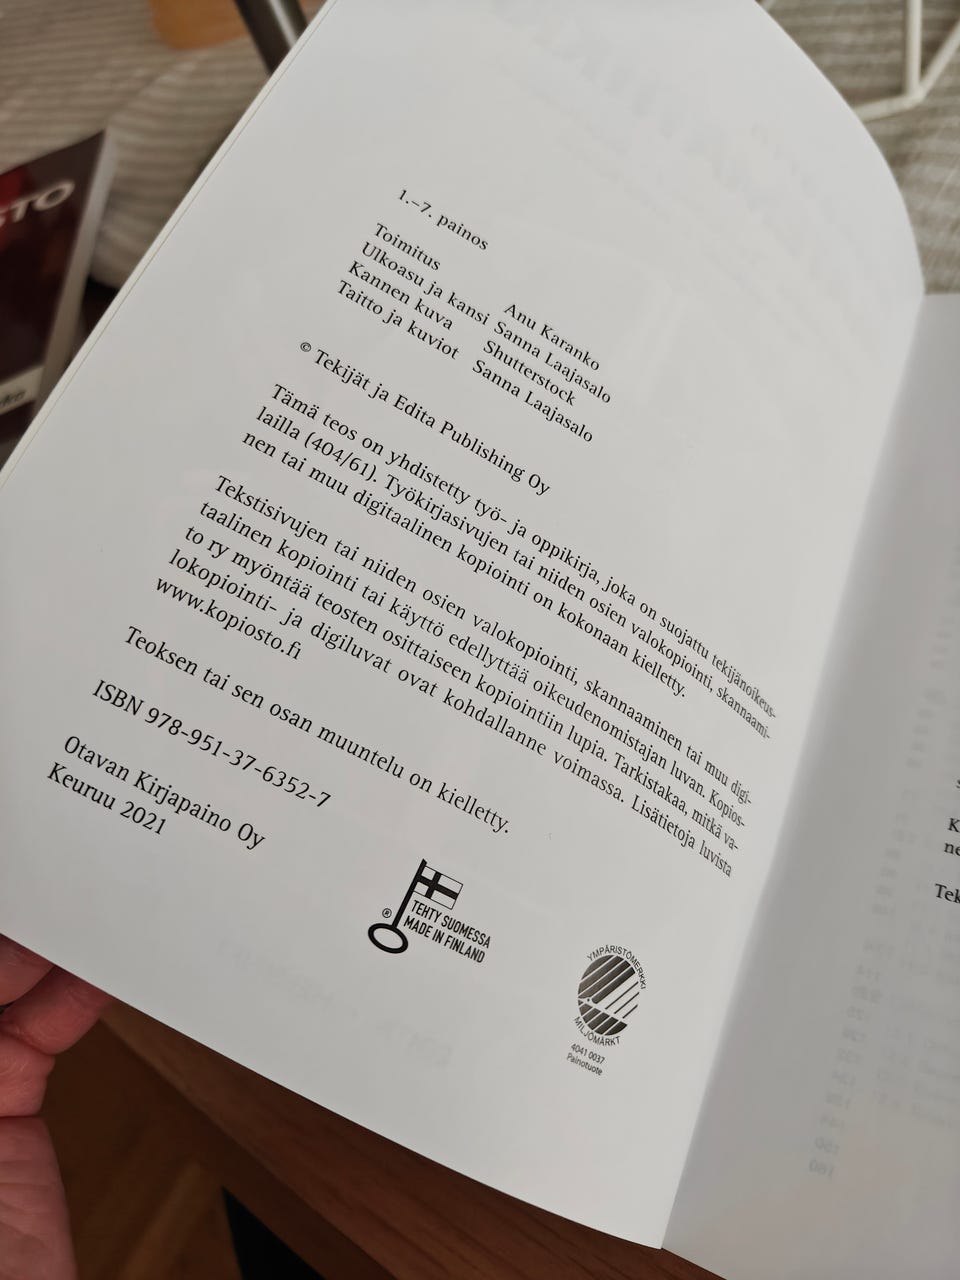 STO
1.–7. painos
Toimitus Anu Karanko
Ulkoasu ja kansi Sanna Laajasalo
Kannen kuva Shutterstock
Taitto ja kuviot Sanna Laajasalo
© Tekijät ja Edita Publishing Oy
Tämä teos on yhdistetty työ- ja oppikirja, joka on suojattu tekijänoikeus-
lailla (404/61). Työkirjasivujen tai niiden osien valokopiointi, skannaami-
nen tai muu digitaalinen kopiointi on kokonaan kielletty.
Tekstisivujen tai niiden osien valokopiointi, skannaaminen tai muu digi-
taalinen kopiointi tai käyttö edellyttää oikeudenomistajan luvan. Kopios-
to ry myöntää teosten osittaiseen kopiointiin lupia. Tarkistakaa, mitkä va-
lokopiointi- ja digiluvat ovat kohdallanne voimassa. Lisätietoja luvista
www.kopiosto.fi
Teoksen tai sen osan muuntelu on kielletty.
ISBN 978-951-37-6352-7
Otavan Kirjapaino Oy
Keuruu 2021
® TEHTY SUOMESSA
MADE IN FINLAND
YMPÄRISTÖMERKKI
MILJÖMÄRKT
4041 0037
Painotuote
K
ne
Tek